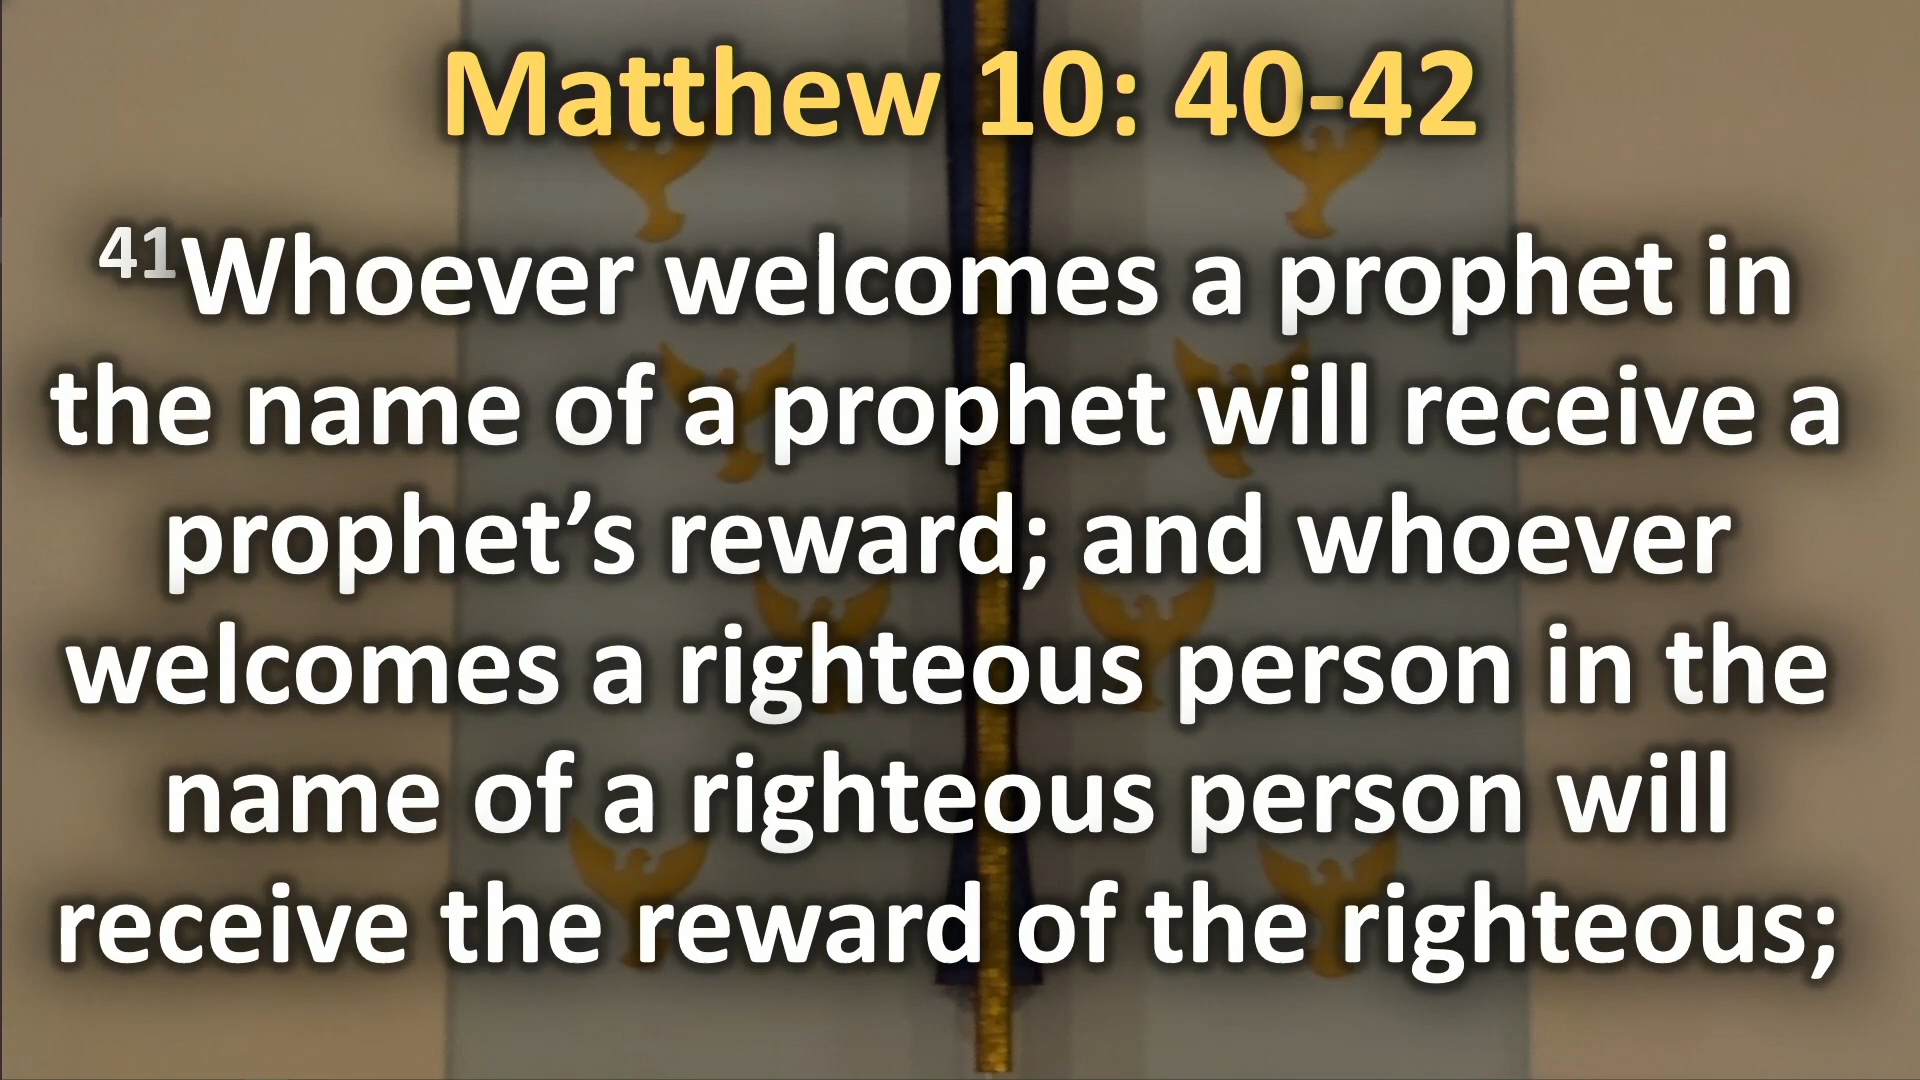 Matthew 10: 40-42
41Whoever welcomes a prophet in
the name of a prophet will receive a
prophet’s reward; and whoever
welcomes a righteous person in the
name of a righteous person will
receive the reward of the righteous;